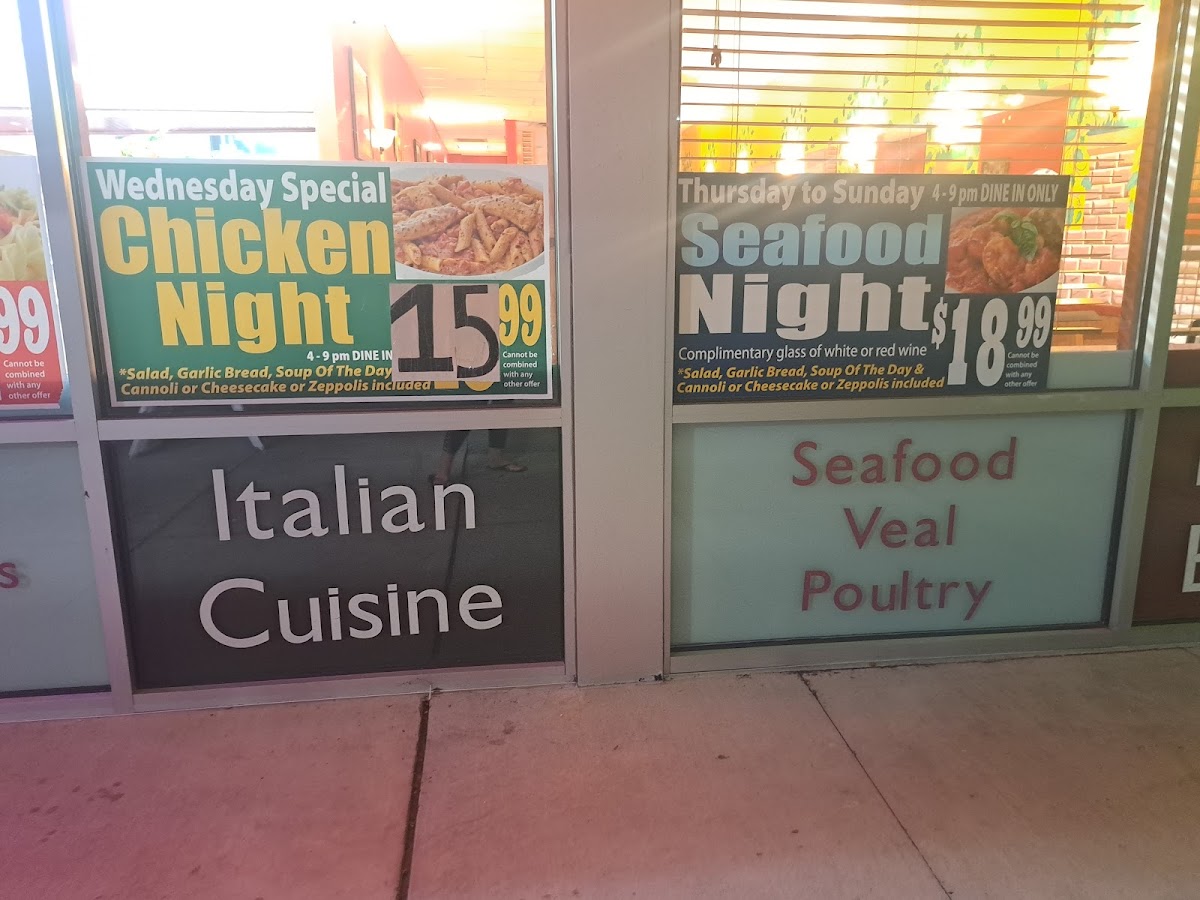 99
Cannot be
combined
with any
other offer
s
Wednesday Special
Chicken
Night
15 99
4 - 9 pm DINE IN
Cannot be
combined
with any
other offer
*Salad, Garlic Bread, Soup Of The Day
Cannoli or Cheesecake or Zeppolis included
Italian
Cuisine
Thursday to Sunday 4 - 9 pm DINE IN ONLY
Seafood
Night
$18 99
Complimentary glass of white or red wine
*Salad, Garlic Bread, Soup Of The Day &
Cannoli or Cheesecake or Zeppolis included
Cannot be
combined
with any
other offer
Seafood
Veal
Poultry